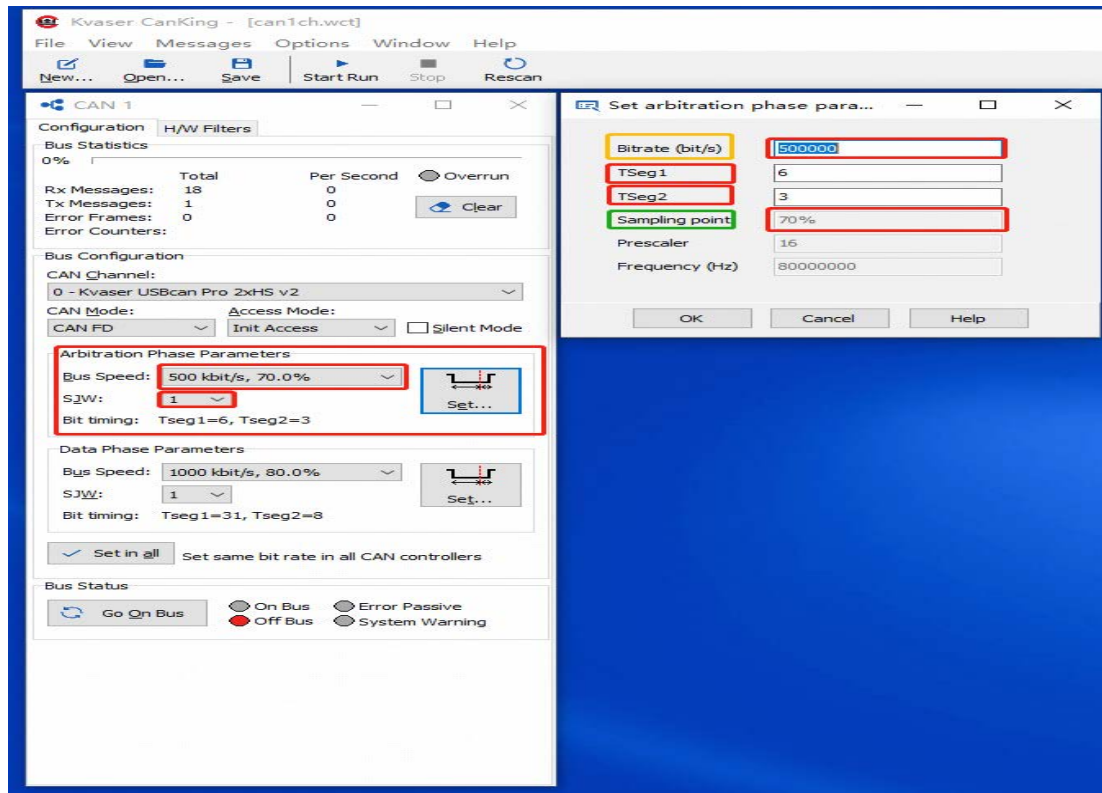 Kvaser CanKing - [can1ch.wct]
File View Messages Options Window Help
New... Open... Save Start Run Stop Rescan
CAN 1
Configuration H/W Filters
Bus Statistics
0%
Total Per Second Overrun
Rx Messages: 18 0
Tx Messages: 1 0
Error Frames: 0 0
Error Counters:
Clear
Bus Configuration
CAN Channel:
0 - Kvaser USBcan Pro 2xHS v2
CAN Mode: Access Mode:
CAN FD Init Access Silent Mode
Arbitration Phase Parameters
Bus Speed: 500 kbit/s, 70.0%
SJW: 1
Set...
Bit timing: Tseg1=6, Tseg2=3
Data Phase Parameters
Bus Speed: 1000 kbit/s, 80.0%
SJW: 1
Set...
Bit timing: Tseg1=31, Tseg2=8
Set in all Set same bit rate in all CAN controllers
Bus Status
Go On Bus On Bus Error Passive
Off Bus System Warning
Set arbitration phase para...
Bitrate (bit/s) 500000
TSeg1 6
TSeg2 3
Sampling point 70%
Prescaler 16
Frequency (Hz) 80000000
OK Cancel Help